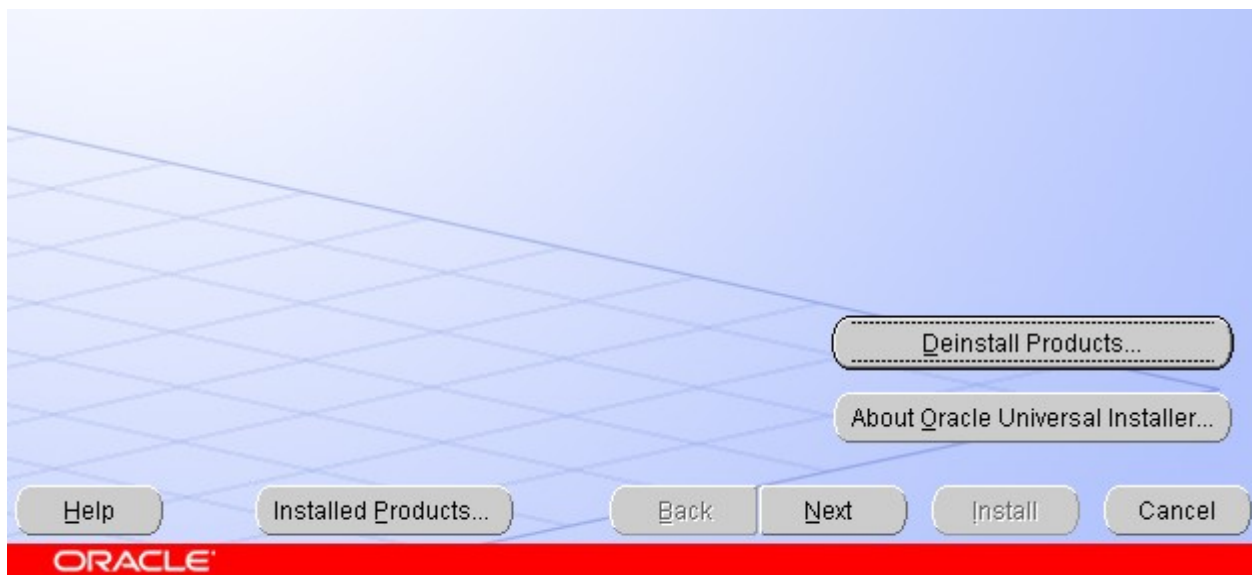 Deinstall Products...
About Oracle Universal Installer...
Help Installed Products... Back Next Install Cancel
ORACLE